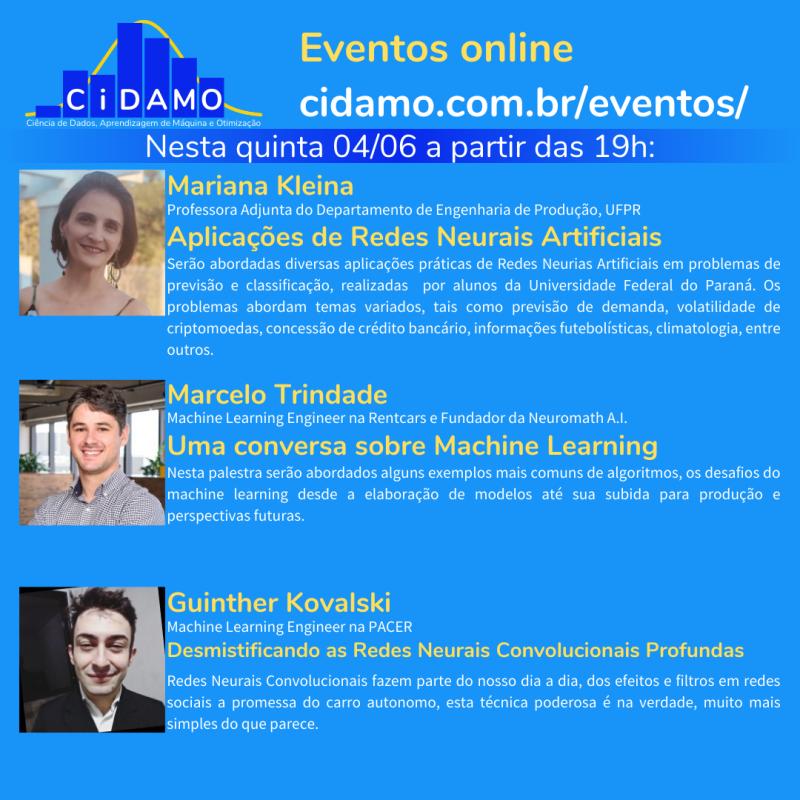 CiDAMO
Ciência de Dados, Aprendizagem de Máquina e Otimização
Eventos online
cidamo.com.br/eventos/
Nesta quinta 04/06 a partir das 19h:
Mariana Kleina
Professora Adjunta do Departamento de Engenharia de Produção, UFPR
Aplicações de Redes Neurais Artificiais
Serão abordadas diversas aplicações práticas de Redes Neurias Artificiais em problemas de
previsão e classificação, realizadas por alunos da Universidade Federal do Paraná. Os
problemas abordam temas variados, tais como previsão de demanda, volatilidade de
criptomoedas, concessão de crédito bancário, informações futebolísticas, climatologia, entre
outros.
Marcelo Trindade
Machine Learning Engineer na Rentcars e Fundador da Neuromath A.I.
Uma conversa sobre Machine Learning
Nesta palestra serão abordados alguns exemplos mais comuns de algoritmos, os desafios do
machine learning desde a elaboração de modelos até sua subida para produção e
perspectivas futuras.
Guinther Kovalski
Machine Learning Engineer na PACER
Desmistificando as Redes Neurais Convolucionais Profundas
Redes Neurais Convolucionais fazem parte do nosso dia a dia, dos efeitos e filtros em redes
sociais a promessa do carro autonomo, esta técnica poderosa é na verdade, muito mais
simples do que parece.